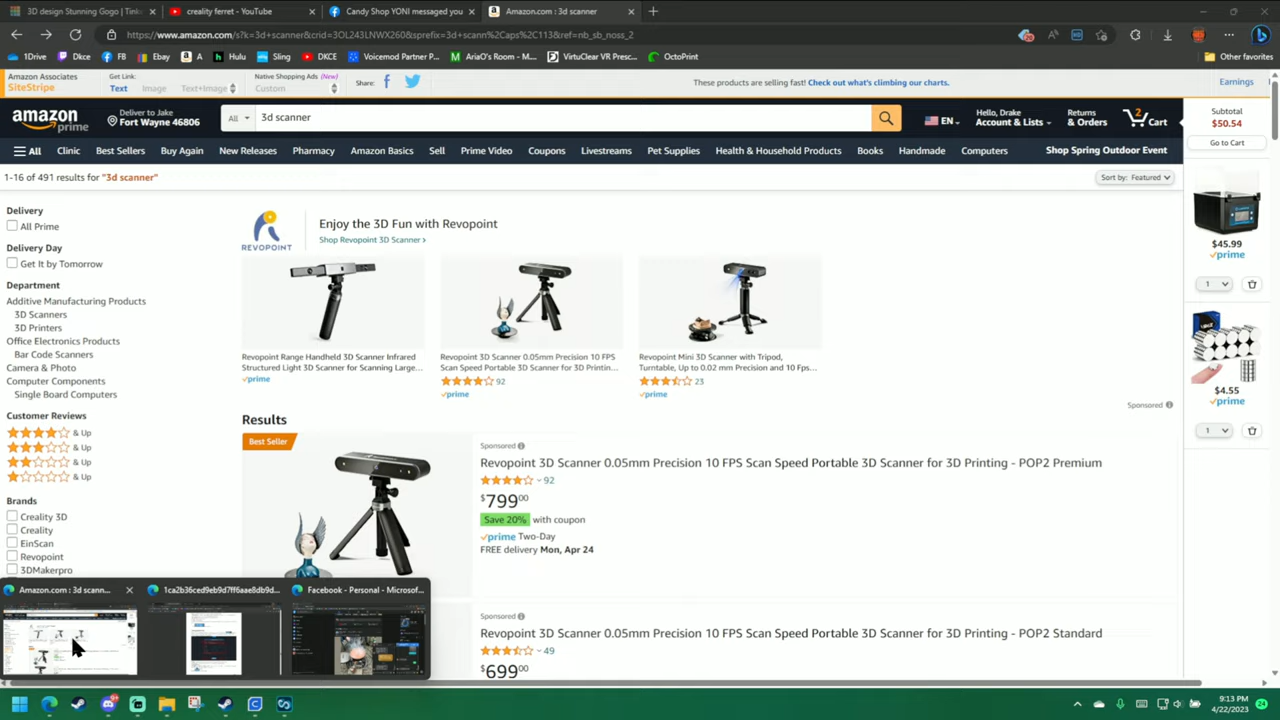 3D design Stunning Gogo | Tink
creality ferret - YouTube
Candy Shop YONI messaged you
Amazon.com : 3d scanner
https://www.amazon.com/s?k=3d+scanner&crid=3OL243LNWX260&sprefix=3d+scann%2Caps%2C113&ref=nb_sb_noss_2
1Drive
Dkce
FB
Ebay
A
Hulu
Sling
DKCE
Voicemod Partner P...
AriaO's Room - M...
VirtuClear VR Presc...
OctoPrint
Other favorites
Amazon Associates
SiteStripe
Get Link:
Text
Image
Text+Image
Native Shopping Ads (New)
Custom
Share:
These products are selling fast! Check out what's climbing our charts.
Earnings
amazon
prime
Deliver to Jake
Fort Wayne 46806
All
3d scanner
EN
Hello, Drake
Account & Lists
Returns
& Orders
2
Cart
Subtotal
$50.54
Go to Cart
All
Clinic
Best Sellers
Buy Again
New Releases
Pharmacy
Amazon Basics
Sell
Prime Video
Coupons
Livestreams
Pet Supplies
Health & Household Products
Books
Handmade
Computers
Shop Spring Outdoor Event
1-16 of 491 results for "3d scanner"
Sort by: Featured
Delivery
All Prime
Delivery Day
Get It by Tomorrow
Department
Additive Manufacturing Products
3D Scanners
3D Printers
Office Electronics Products
Bar Code Scanners
Camera & Photo
Computer Components
Single Board Computers
Customer Reviews
& Up
& Up
& Up
& Up
Brands
Creality 3D
Creality
EinScan
Revopoint
3DMakerpro
REVOPOINT
Enjoy the 3D Fun with Revopoint
Shop Revopoint 3D Scanner ›
Revopoint Range Handheld 3D Scanner Infrared
Structured Light 3D Scanner for Scanning Large...
prime
Revopoint 3D Scanner 0.05mm Precision 10 FPS
Scan Speed Portable 3D Scanner for 3D Printin...
92
prime
Revopoint Mini 3D Scanner with Tripod,
Turntable, Up to 0.02 mm Precision and 10 Fps...
23
prime
Sponsored
Results
Best Seller
Sponsored
Revopoint 3D Scanner 0.05mm Precision 10 FPS Scan Speed Portable 3D Scanner for 3D Printing - POP2 Premium
92
$799.00
Save 20% with coupon
prime Two-Day
FREE delivery Mon, Apr 24
Sponsored
Revopoint 3D Scanner 0.05mm Precision 10 FPS Scan Speed Portable 3D Scanner for 3D Printing - POP2 Standard
49
$699.00
$45.99
prime
1
$4.55
prime
1
Amazon.com : 3d scann...
1ca2b36ced9eb9d7ff6aae8db9d...
Facebook - Personal - Microsof...
9:13 PM
4/22/2023
24